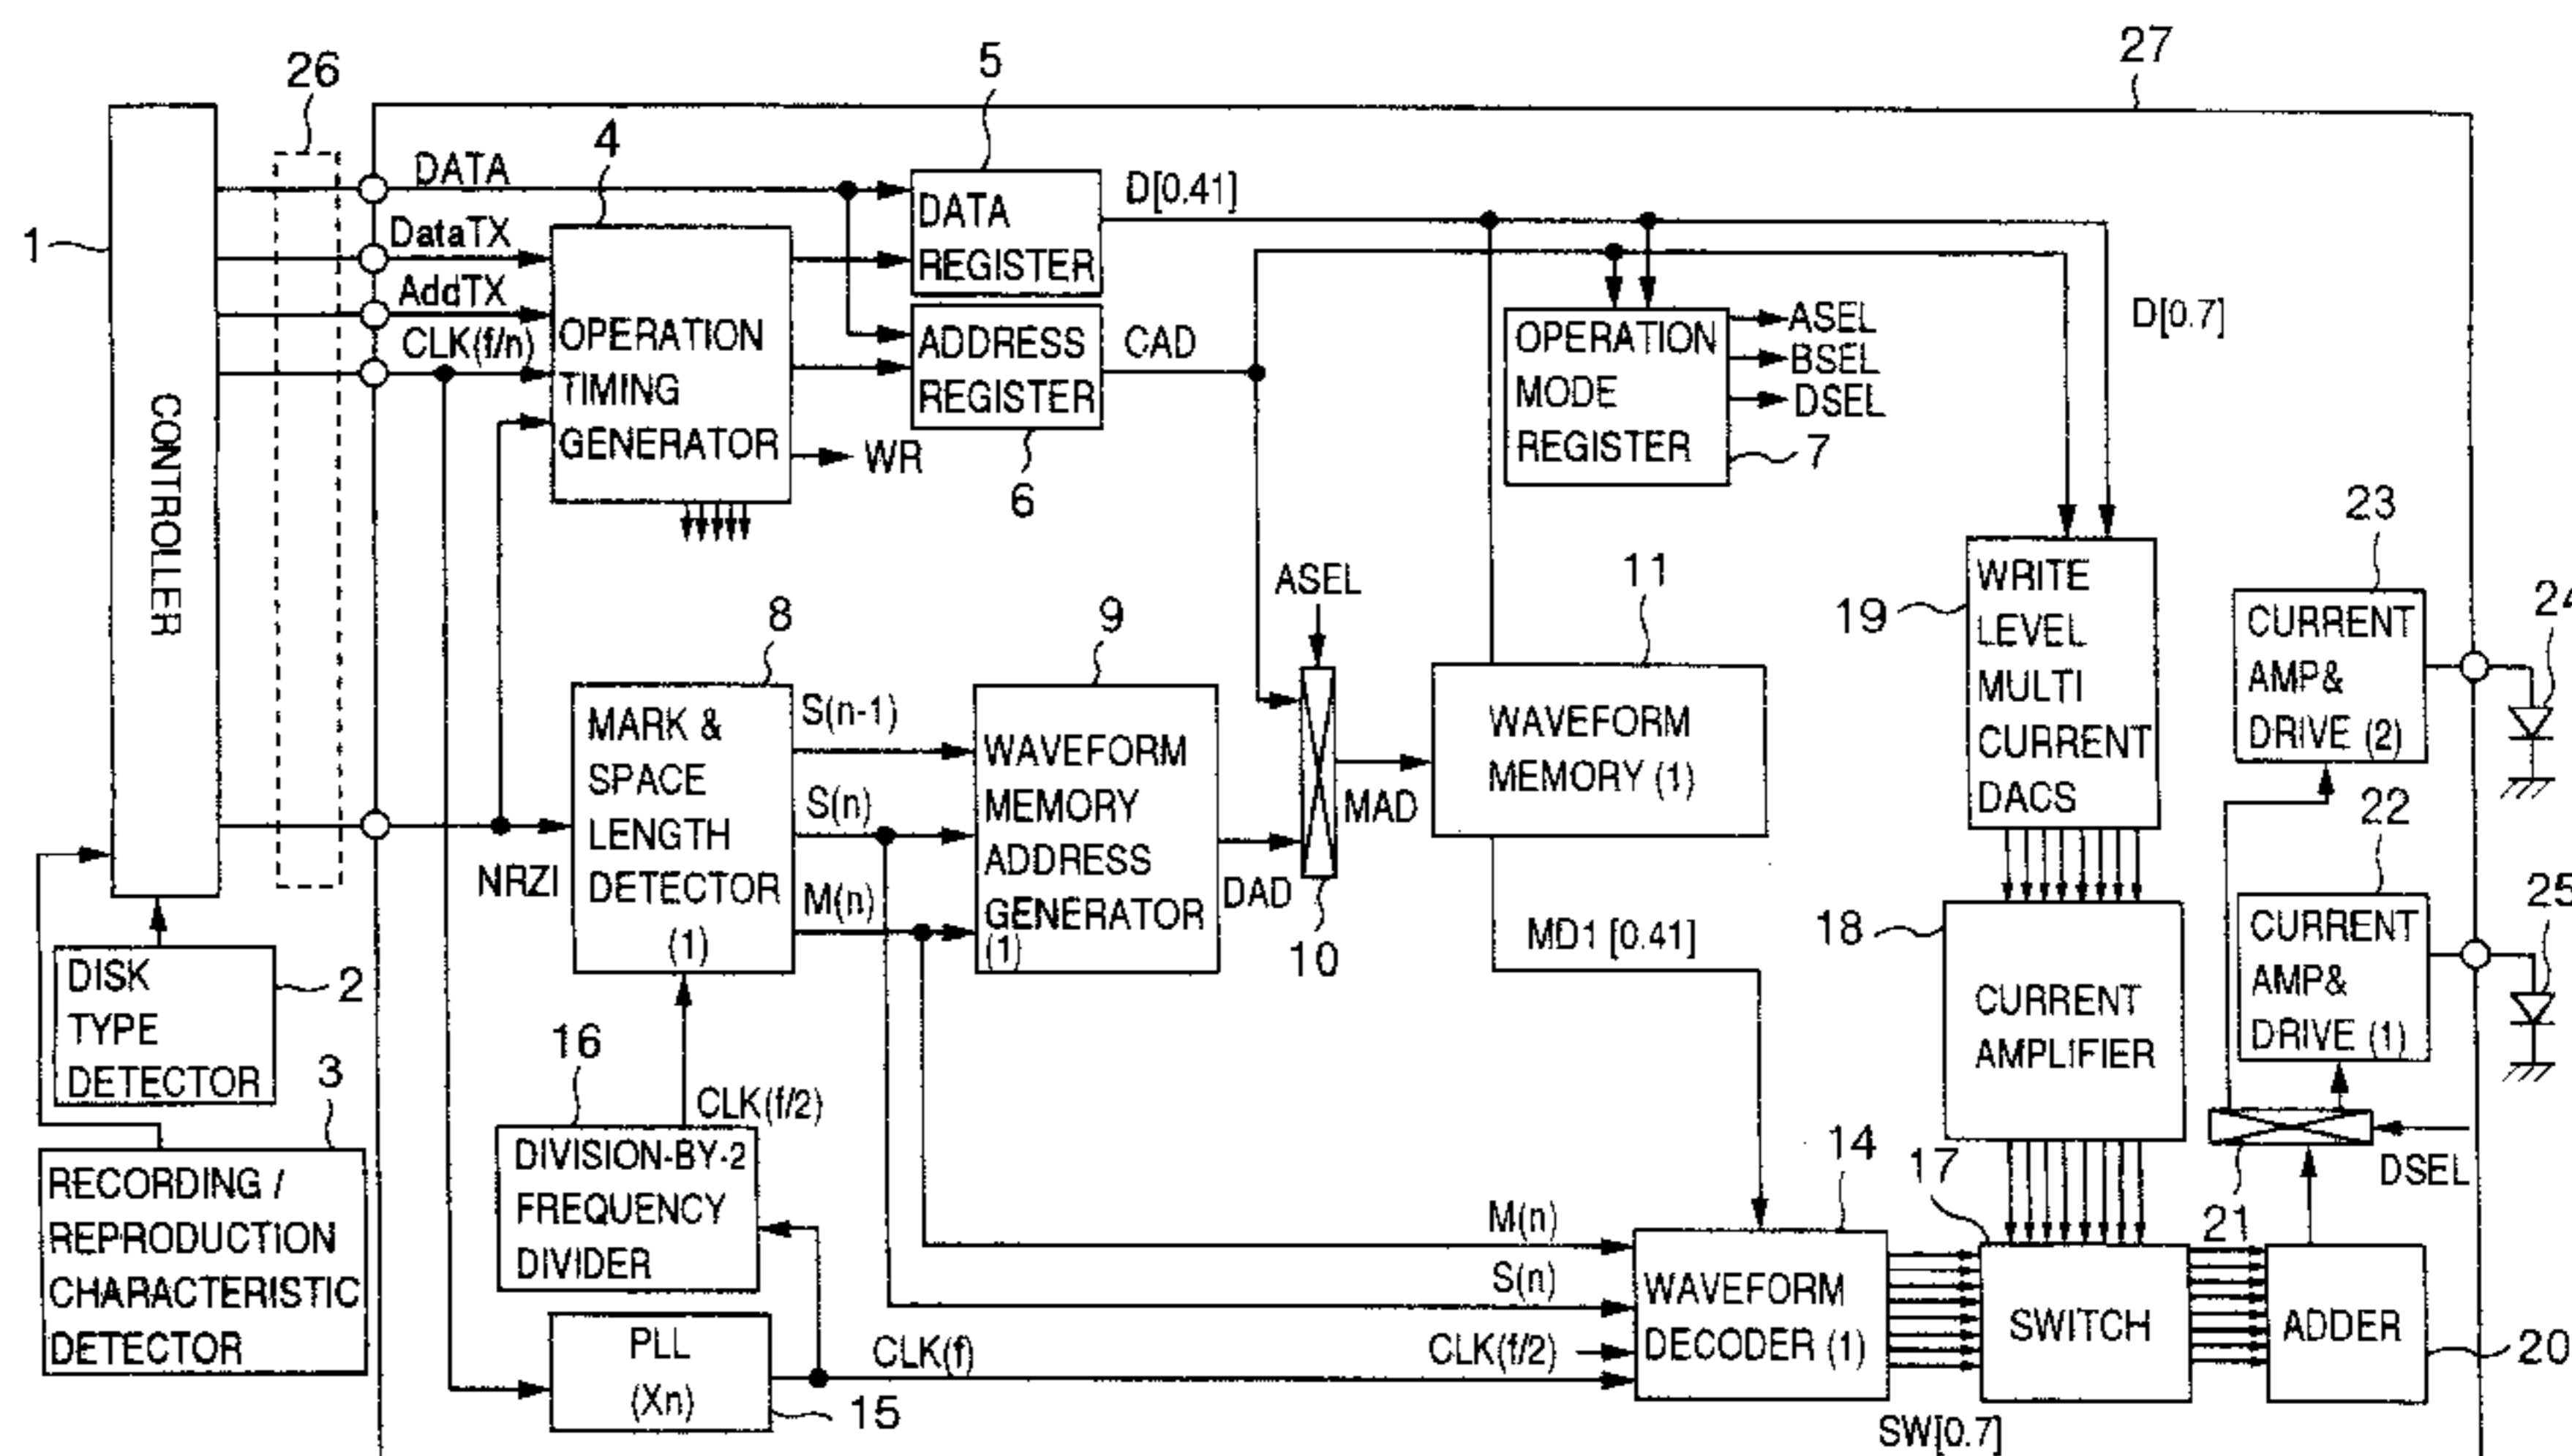 26
5
27
4
DATA
DATA
REGISTER
D[0.41]
1
DataTX
AddTX
CLK(f/n)
OPERATION
TIMING
GENERATOR
WR
ADDRESS
REGISTER
CAD
6
OPERATION
MODE
REGISTER
ASEL
BSEL
DSEL
7
D[0.7]
CONTROLLER
23
24
8
9
ASEL
11
19
WRITE
LEVEL
MULTI
CURRENT
DACS
CURRENT
AMP&
DRIVE (2)
MARK &
SPACE
LENGTH
DETECTOR
(1)
S(n-1)
S(n)
M(n)
NRZI
WAVEFORM
MEMORY
ADDRESS
GENERATOR
(1)
DAD
MAD
10
WAVEFORM
MEMORY (1)
MD1 [0.41]
22
25
18
CURRENT
AMPLIFIER
CURRENT
AMP&
DRIVE (1)
DISK
TYPE
DETECTOR
2
3
RECORDING /
REPRODUCTION
CHARACTERISTIC
DETECTOR
16
CLK(f/2)
DIVISION-BY-2
FREQUENCY
DIVIDER
PLL
(Xn)
15
CLK(f)
M(n)
S(n)
CLK(f/2)
14
WAVEFORM
DECODER (1)
17
SWITCH
SW[0.7]
21
DSEL
ADDER
20